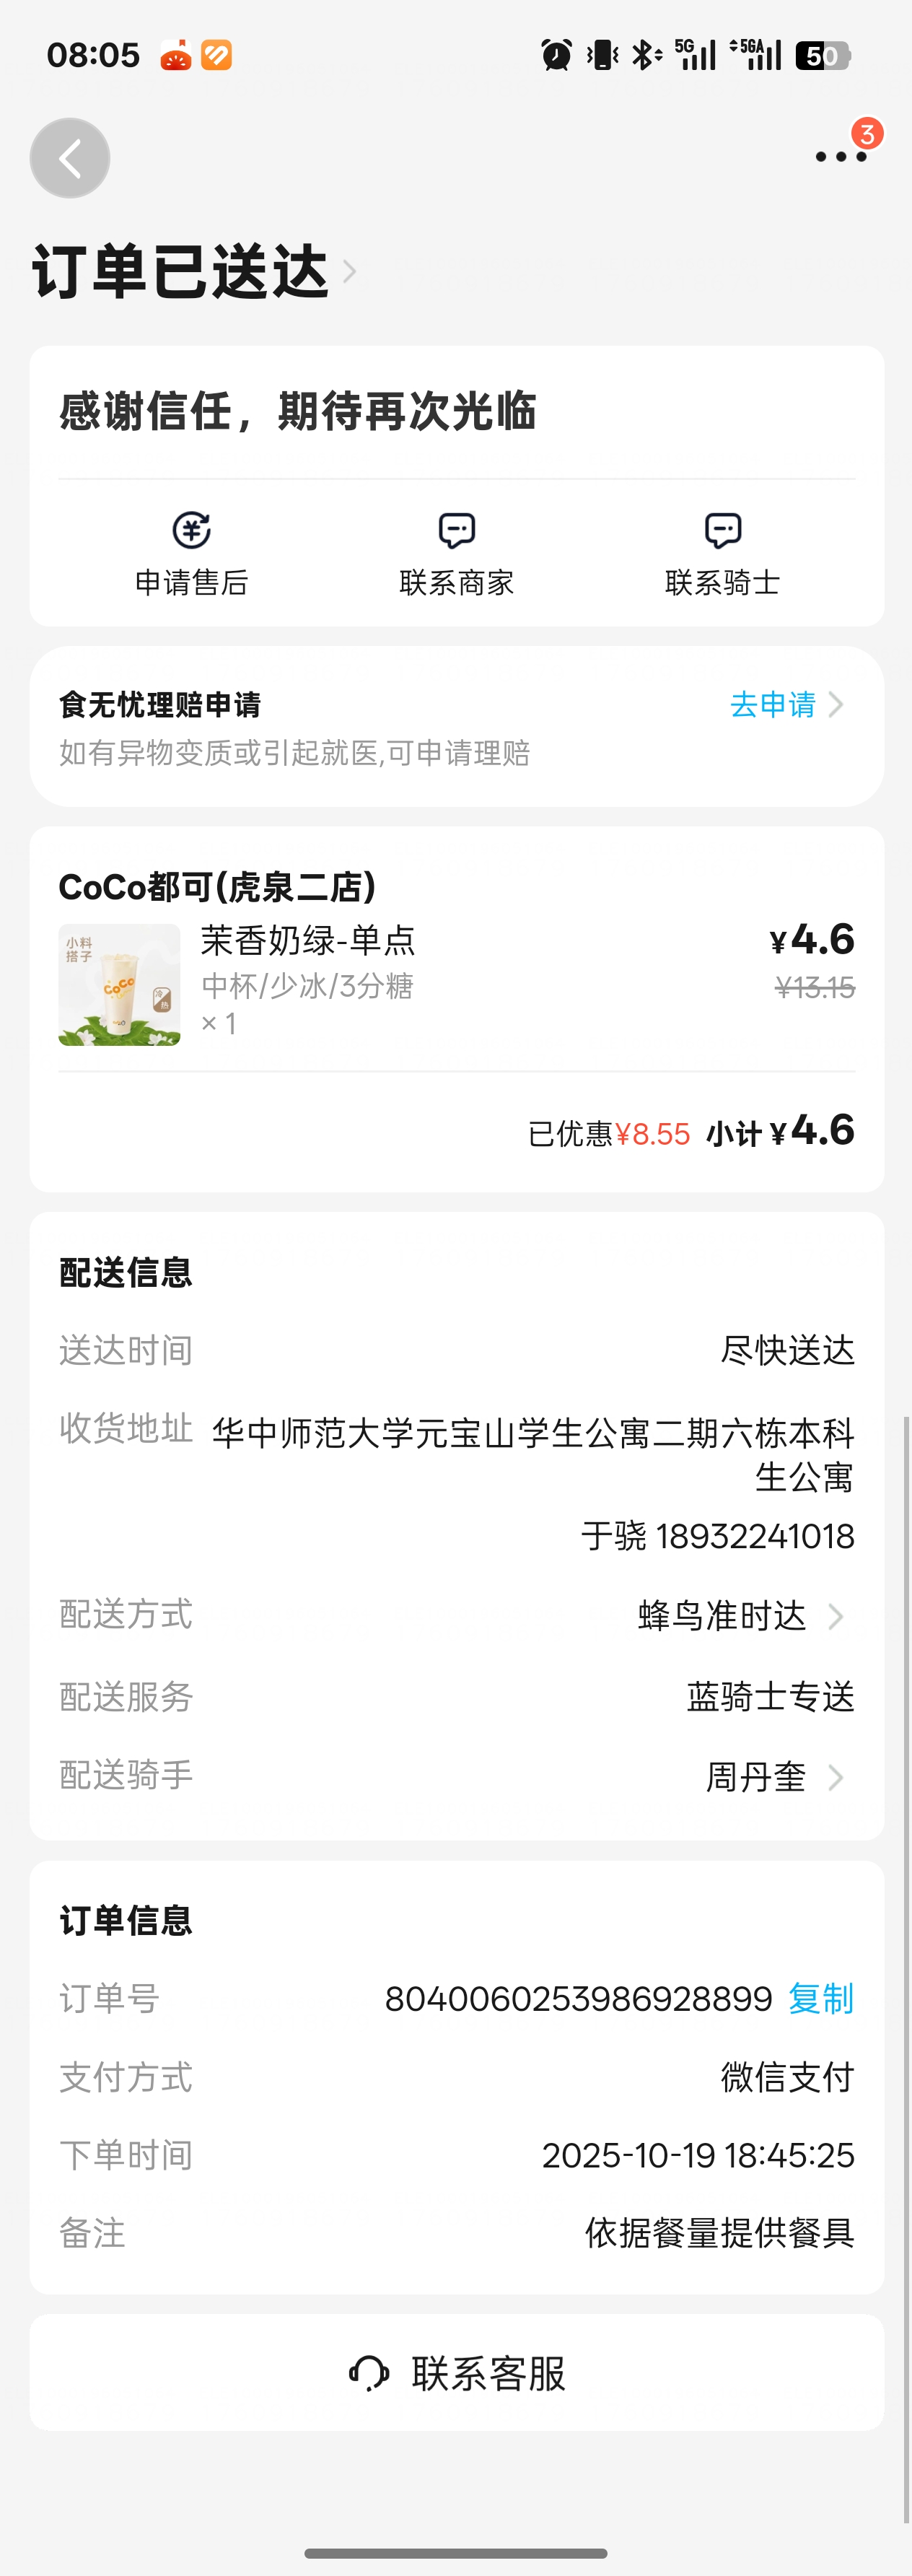 08:05
5G
5GA
50
3
订单已送达
感谢信任，期待再次光临
申请售后
联系商家
联系骑士
食无忧理赔申请
去申请
如有异物变质或引起就医,可申请理赔
CoCo都可(虎泉二店)
小料
搭子
CoCo
茉香奶绿-单点
¥4.6
中杯/少冰/3分糖
¥13.15
× 1
已优惠¥8.55 小计 ¥4.6
配送信息
送达时间
尽快送达
收货地址
华中师范大学元宝山学生公寓二期六栋本科
生公寓
于骁 18932241018
配送方式
蜂鸟准时达
配送服务
蓝骑士专送
配送骑手
周丹奎
订单信息
订单号
8040060253986928899 复制
支付方式
微信支付
下单时间
2025-10-19 18:45:25
备注
依据餐量提供餐具
联系客服